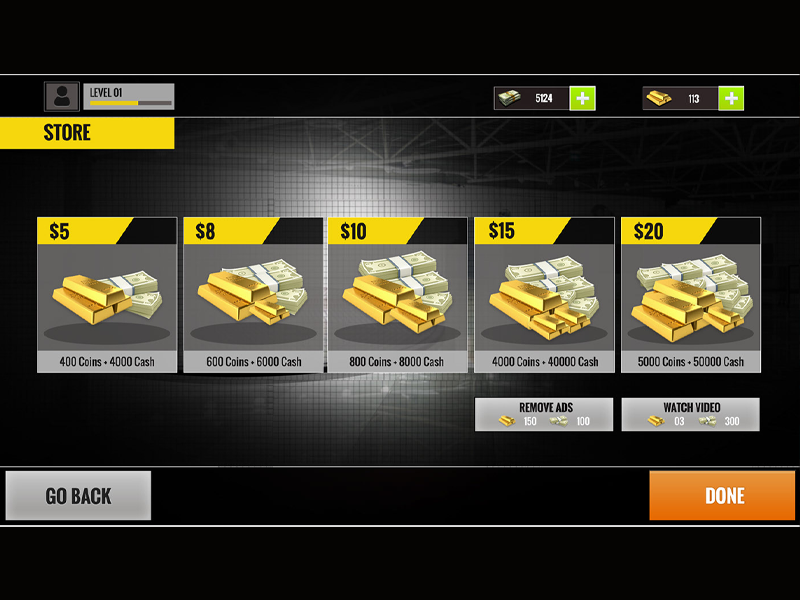 LEVEL 01
5124
113
STORE
$5
$8
$10
$15
$20
400 Coins + 4000 Cash
600 Coins + 6000 Cash
800 Coins + 8000 Cash
4000 Coins + 40000 Cash
5000 Coins + 50000 Cash
REMOVE ADS
150 100
WATCH VIDEO
03 300
GO BACK
DONE